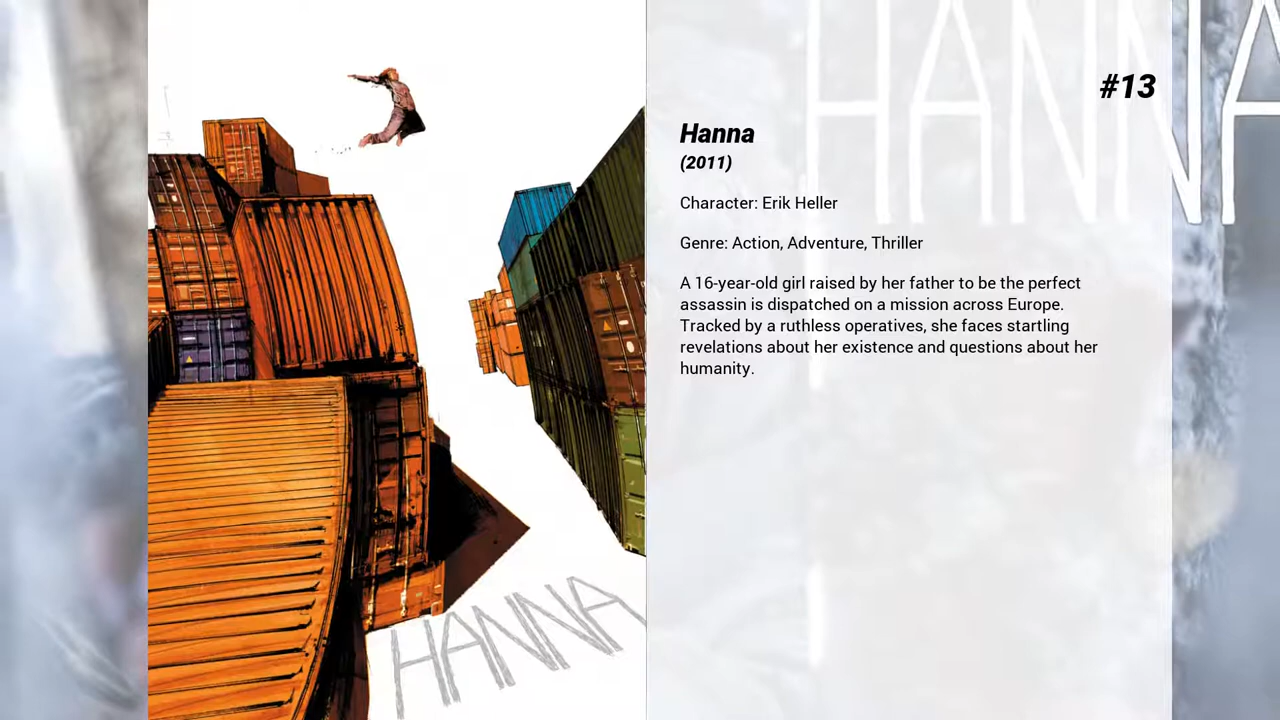 HANNA
#13
Hanna
(2011)
Character: Erik Heller
Genre: Action, Adventure, Thriller
A 16-year-old girl raised by her father to be the perfect
assassin is dispatched on a mission across Europe.
Tracked by a ruthless operatives, she faces startling
revelations about her existence and questions about her
humanity.
HANNA